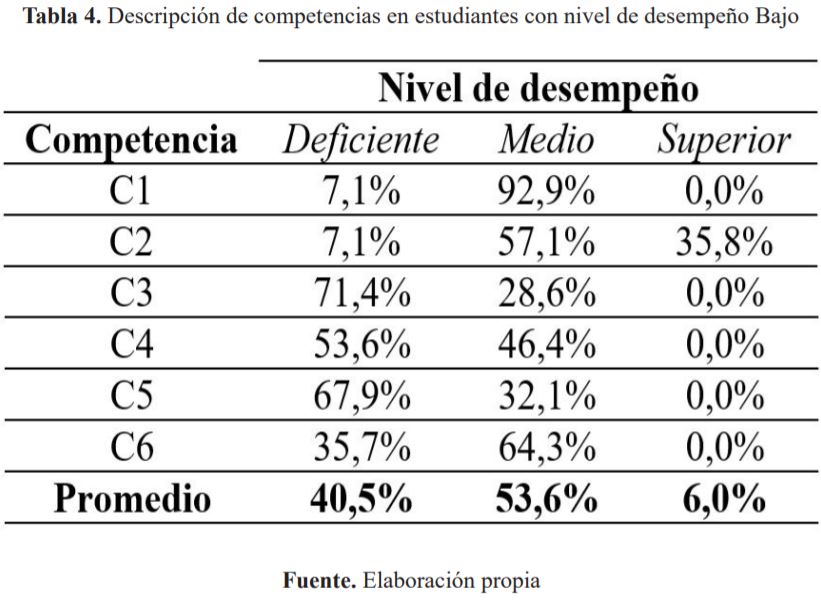 Tabla 4. Descripción de competencias en estudiantes con nivel de desempeño Bajo
Nivel de desempeño
Competencia Deficiente Medio Superior
C1 7,1% 92,9% 0,0%
C2 7,1% 57,1% 35,8%
C3 71,4% 28,6% 0,0%
C4 53,6% 46,4% 0,0%
C5 67,9% 32,1% 0,0%
C6 35,7% 64,3% 0,0%
Promedio 40,5% 53,6% 6,0%
Fuente. Elaboración propia